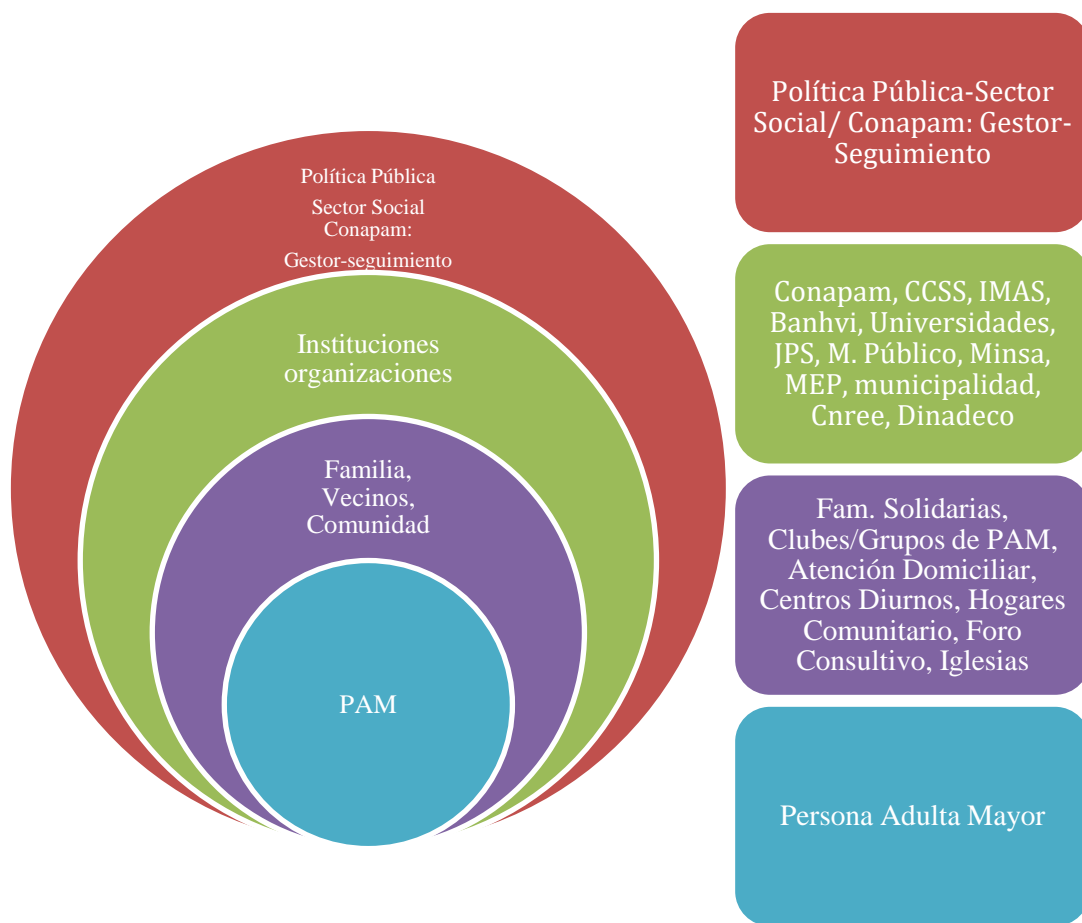 Política Pública
Sector Social
Conapam:
Gestor-seguimiento
Instituciones
organizaciones
Familia,
Vecinos,
Comunidad
PAM
Política Pública-Sector
Social/ Conapam: Gestor-
Seguimiento
Conapam, CCSS, IMAS,
Banhvi, Universidades,
JPS, M. Público, Minsa,
MEP, municipalidad,
Cnree, Dinadeco
Fam. Solidarias,
Clubes/Grupos de PAM,
Atención Domiciliar,
Centros Diurnos, Hogares
Comunitario, Foro
Consultivo, Iglesias
Persona Adulta Mayor